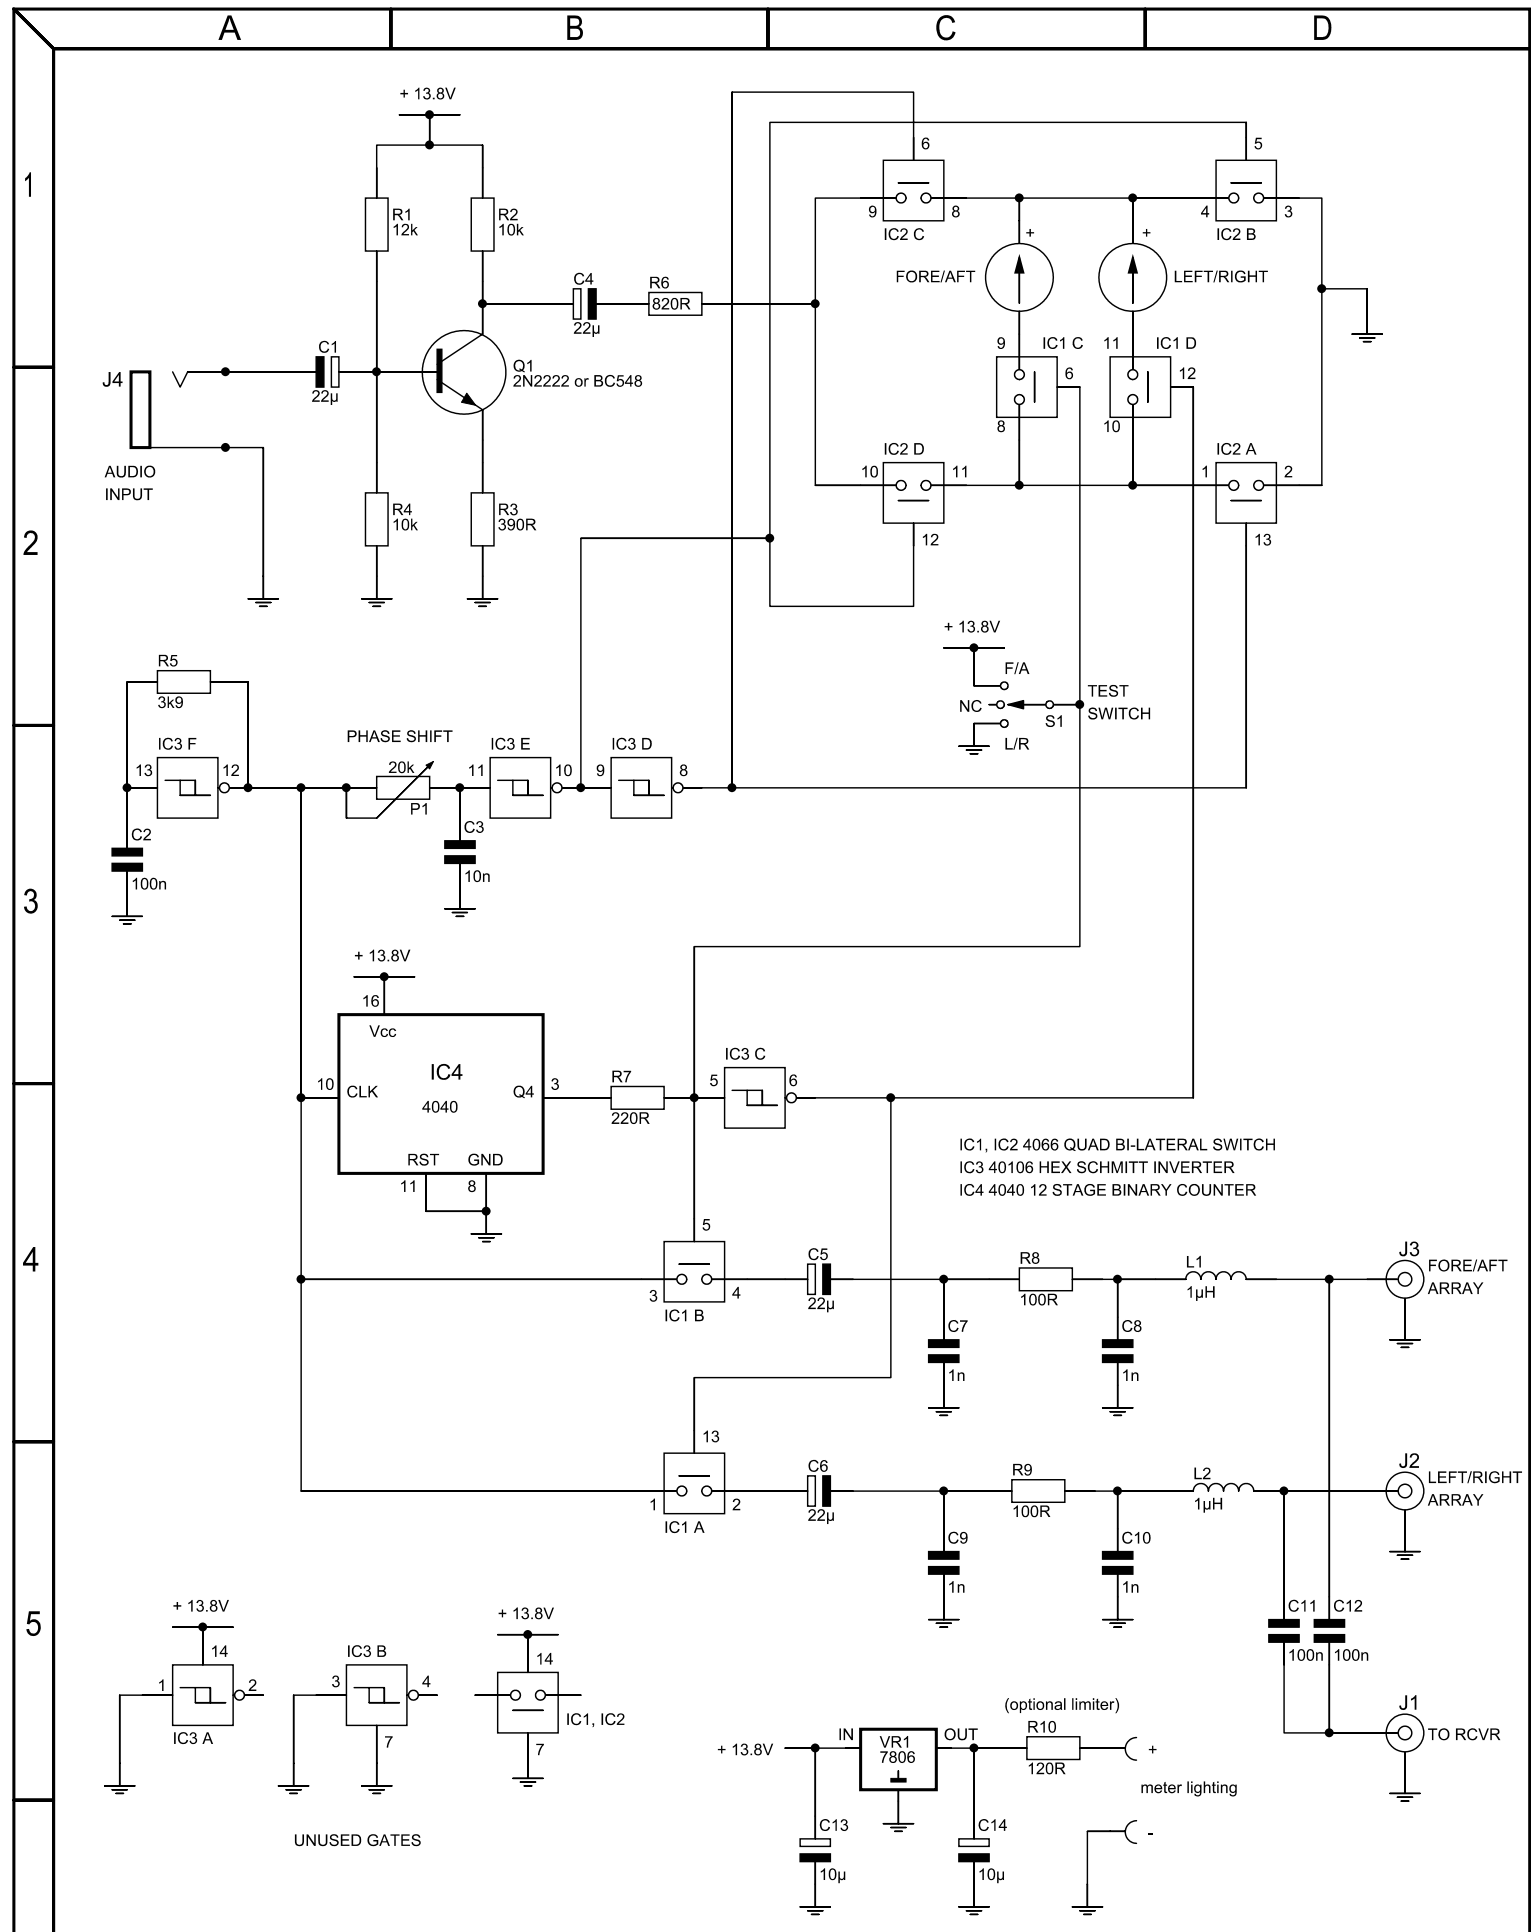 A
B
C
D
1
2
3
4
5
+ 13.8V
R1
12k
R2
10k
C4
22µ
R6
820R
C1
22µ
J4
AUDIO
INPUT
Q1
2N2222 or BC548
R4
10k
R3
390R
6
9
8
IC2 C
5
4
3
IC2 B
+
FORE/AFT
+
LEFT/RIGHT
9
IC1 C
6
8
11
IC1 D
12
10
IC2 D
10
11
12
IC2 A
1
2
13
+ 13.8V
F/A
NC
S1
L/R
TEST
SWITCH
R5
3k9
IC3 F
13
12
C2
100n
PHASE SHIFT
20k
P1
C3
10n
IC3 E
11
10
IC3 D
9
8
+ 13.8V
16
Vcc
IC4
4040
10
CLK
Q4
3
RST
GND
11
8
R7
220R
IC3 C
5
6
IC1, IC2 4066 QUAD BI-LATERAL SWITCH
IC3 40106 HEX SCHMITT INVERTER
IC4 4040 12 STAGE BINARY COUNTER
5
3
4
IC1 B
C5
22µ
C7
1n
R8
100R
C8
1n
L1
1µH
J3
FORE/AFT
ARRAY
13
1
2
IC1 A
C6
22µ
C9
1n
R9
100R
C10
1n
L2
1µH
J2
LEFT/RIGHT
ARRAY
C11
100n
C12
100n
J1
TO RCVR
+ 13.8V
14
1
2
IC3 A
IC3 B
3
4
7
+ 13.8V
14
IC1, IC2
7
UNUSED GATES
+ 13.8V
IN
VR1
7806
OUT
(optional limiter)
R10
120R
+
meter lighting
-
C13
10µ
C14
10µ